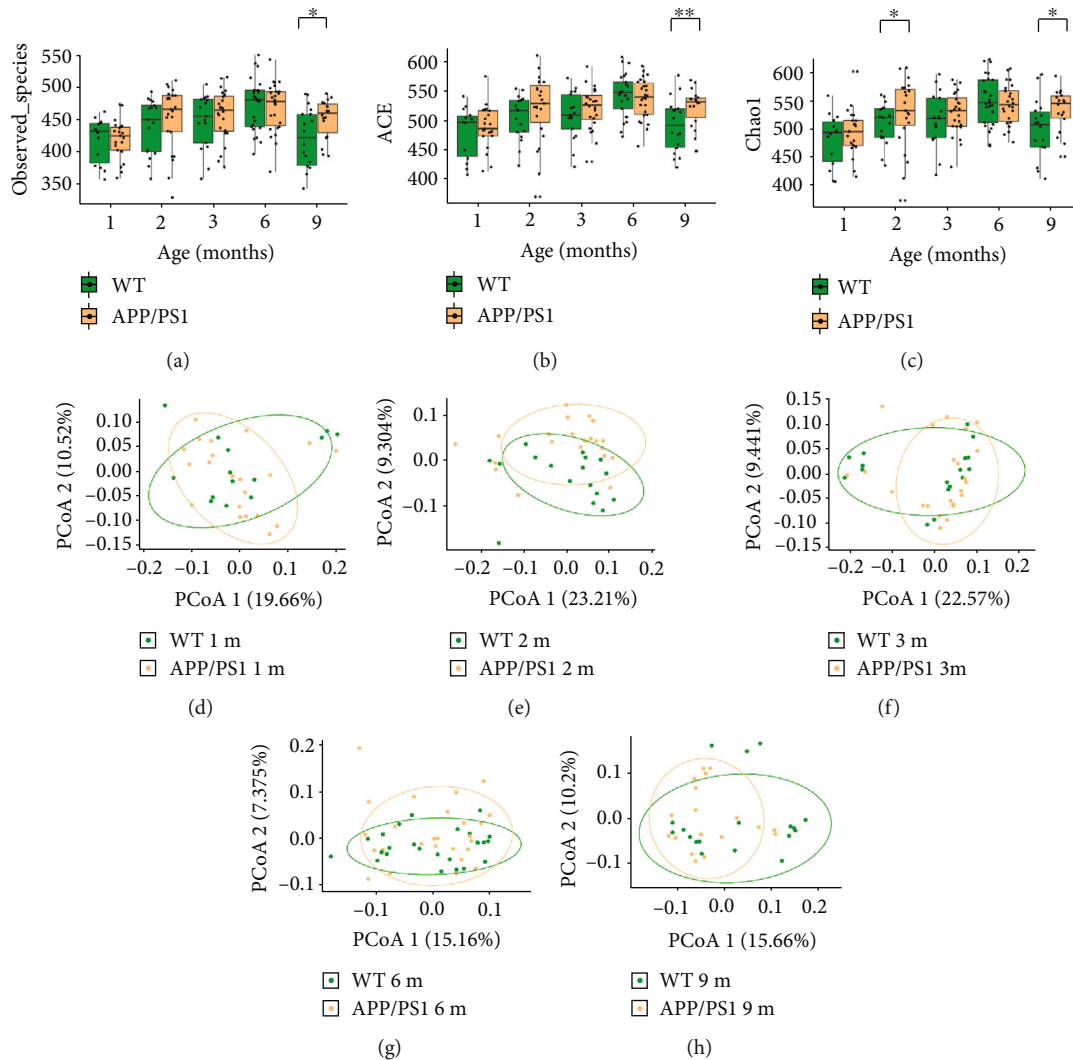 *
550
500
450
400
350
Observed_species
1 2 3 6 9
Age (months)
WT
APP/PS1
(a)
**
600
550
500
450
400
ACE
1 2 3 6 9
Age (months)
WT
APP/PS1
(b)
* *
600
550
500
450
400
Chao1
1 2 3 6 9
Age (months)
WT
APP/PS1
(c)
0.10
0.05
0.00
−0.05
−0.10
−0.15
PCoA 2 (10.52%)
−0.2 −0.1 0.0 0.1 0.2
PCoA 1 (19.66%)
WT 1 m
APP/PS1 1 m
(d)
0.1
0.0
−0.1
PCoA 2 (9.304%)
−0.2 −0.1 0.0 0.1 0.2
PCoA 1 (23.21%)
WT 2 m
APP/PS1 2 m
(e)
0.15
0.10
0.05
0.00
−0.05
−0.10
−0.15
PCoA 2 (9.441%)
−0.2 −0.1 0.0 0.1 0.2
PCoA 1 (22.57%)
WT 3 m
APP/PS1 3m
(f)
0.2
0.1
0.0
−0.1
PCoA 2 (7.375%)
−0.1 0.0 0.1
PCoA 1 (15.16%)
WT 6 m
APP/PS1 6 m
(g)
0.1
0.0
−0.1
PCoA 2 (10.2%)
−0.1 0.0 0.1 0.2
PCoA 1 (15.66%)
WT 9 m
APP/PS1 9 m
(h)